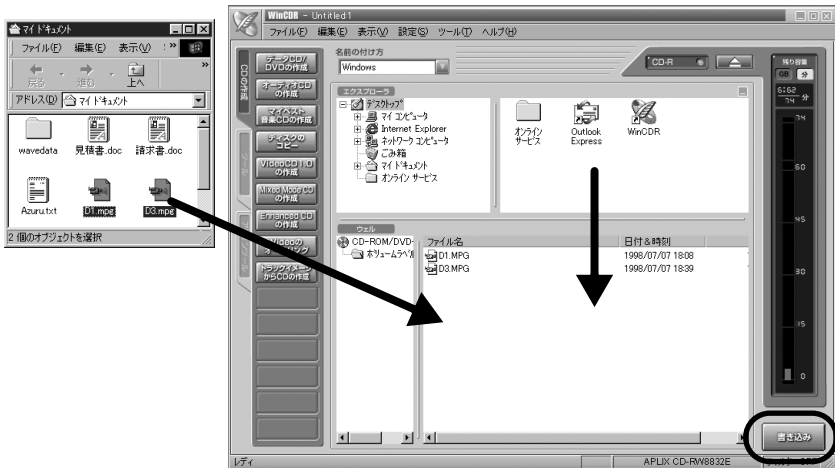 マイ ドキュメント
ファイル(F) 編集(E) 表示(V) »
戻る 進む 上へ »
アドレス(D) マイ ドキュメント
wavedata 見積書.doc 請求書.doc
Azuru.txt D1.mpg D3.mpg
2 個のオブジェクトを選択
WinCDR - Untitled:1
ファイル(F) 編集(E) 表示(V) 設定(S) ツール(T) ヘルプ(H)
CDの作成
データCD/DVDの作成
オーディオCDの作成
マイベスト音楽CDの作成
ディスクのコピー
VideoCD 1.0の作成
Mixed Mode CDの作成
Enhanced CDの作成
Videoの
トラックイメージからCDの作成
名前の付け方
Windows
CD-R
エクスプローラ
デスクトップ
マイ コンピュータ
Internet Explorer
ネットワーク コンピュータ
ごみ箱
マイ ドキュメント
オンライン サービス
オンライン サービス
Outlook Express
WinCDR
ウェル
CD-ROM/DVD-
ボリュームラベル
ファイル名 日付&時刻
D1.MPG 1998/07/07 18:08
D3.MPG 1998/07/07 18:39
残り容量
GB 分
74 分
74
60
45
30
15
0
書き込み
レディ
APLIX CD-RW8832E